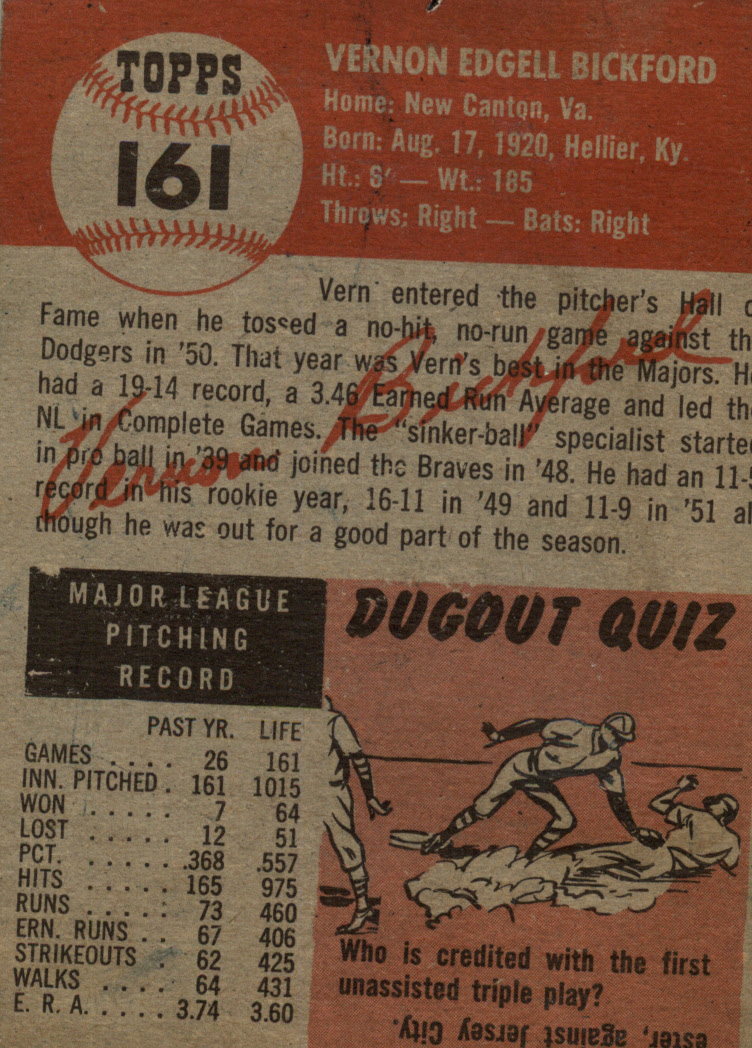 TOPPS
161
VERNON EDGELL BICKFORD
Home: New Canton, Va.
Born: Aug. 17, 1920, Hellier, Ky.
Ht.: 6' — Wt.: 185
Throws: Right — Bats: Right
Vern entered the pitcher's Hall o
Fame when he tossed a no-hit, no-run game against th
Dodgers in '50. That year was Vern's best in the Majors. H
had a 19-14 record, a 3.46 Earned Run Average and led th
NL in Complete Games. The "sinker-ball" specialist starte
in pro ball in '39 and joined the Braves in '48. He had an 11-5
record in his rookie year, 16-11 in '49 and 11-9 in '51 al
though he was out for a good part of the season.
Vernon Bickford
MAJOR LEAGUE
PITCHING
RECORD
PAST YR. LIFE
GAMES . . . . 26 161
INN. PITCHED . 161 1015
WON . . . . . 7 64
LOST . . . . . 12 51
PCT. . . . . . .368 .557
HITS . . . . . 165 975
RUNS . . . . . 73 460
ERN. RUNS . . 67 406
STRIKEOUTS . 62 425
WALKS . . . . 64 431
E. R. A. . . . . 3.74 3.60
DUGOUT QUIZ
Who is credited with the first
unassisted triple play?
ester, against Jersey City.